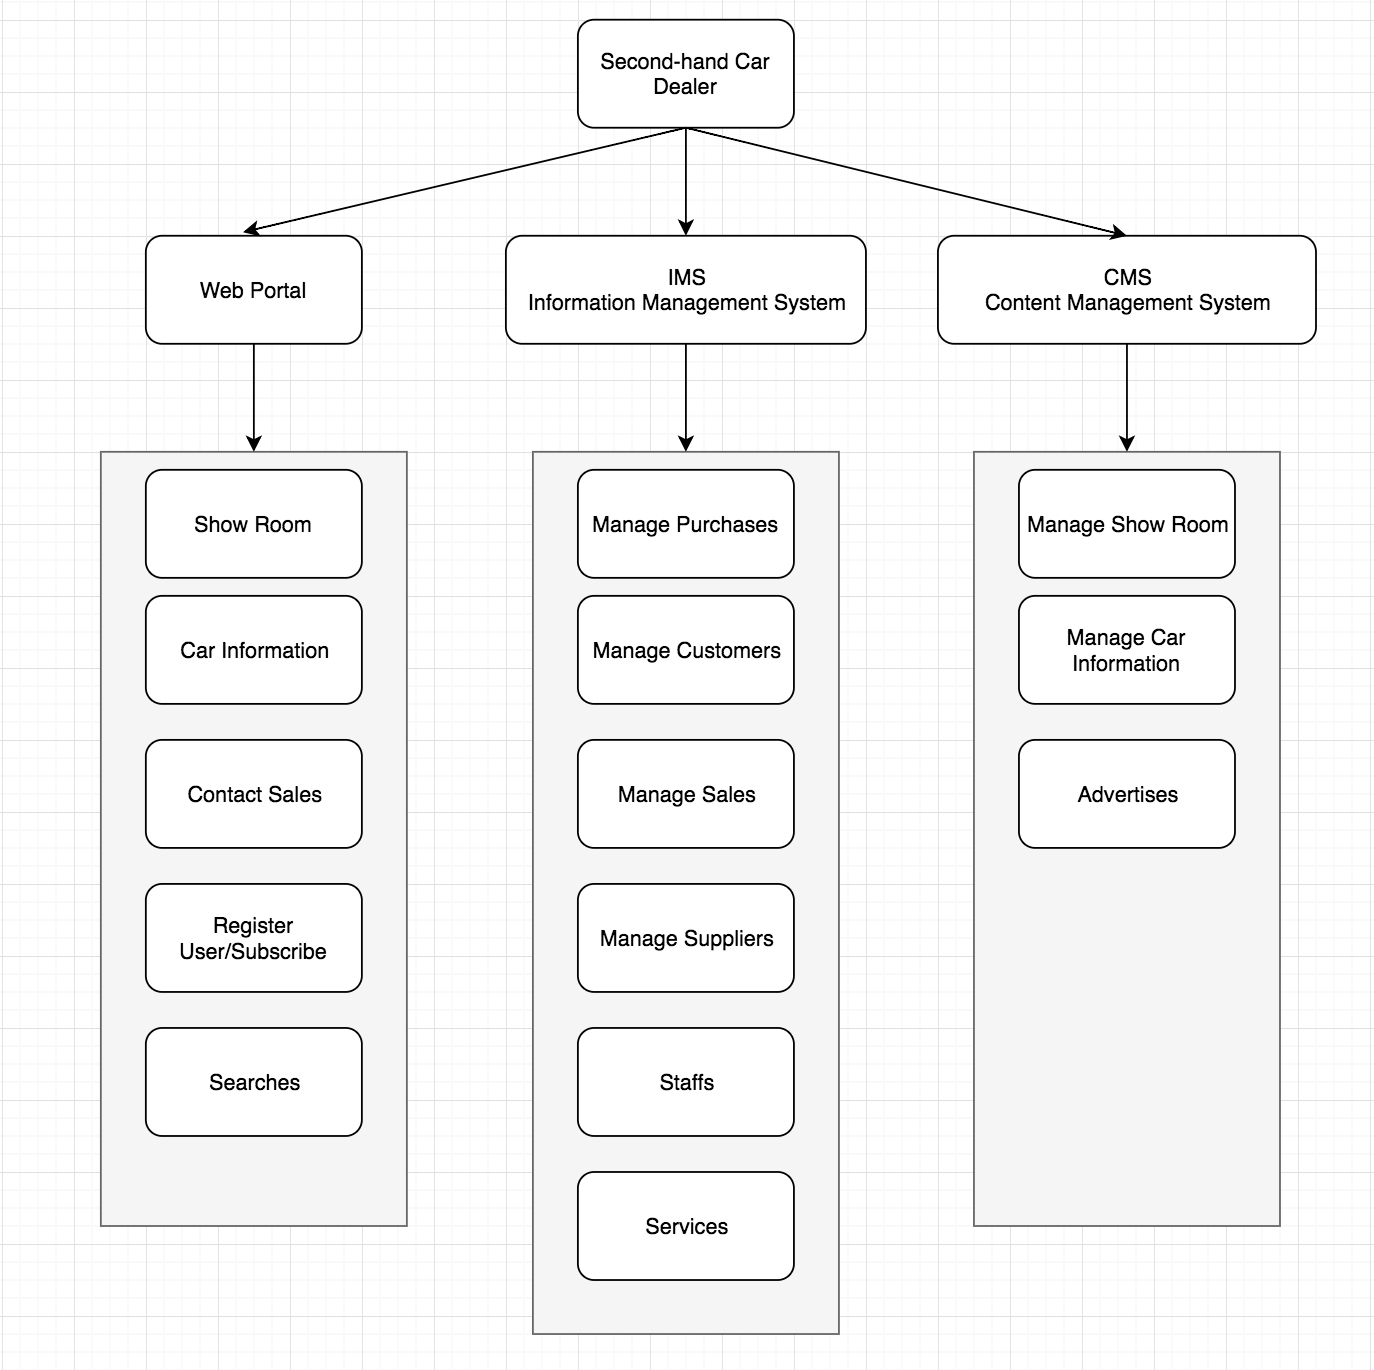 Second-hand Car
Dealer
Web Portal
IMS
Information Management System
CMS
Content Management System
Show Room
Car Information
Contact Sales
Register
User/Subscribe
Searches
Manage Purchases
Manage Customers
Manage Sales
Manage Suppliers
Staffs
Services
Manage Show Room
Manage Car
Information
Advertises